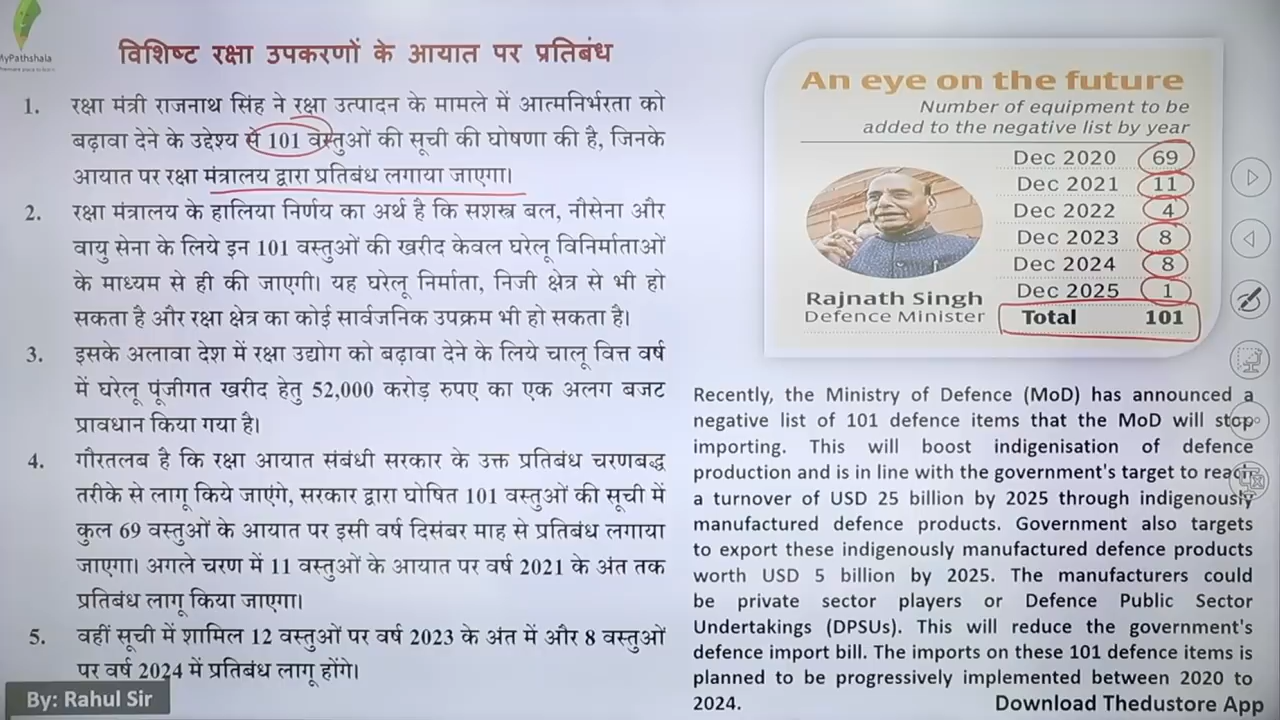 MyPathshala
विशिष्ट रक्षा उपकरणों के आयात पर प्रतिबंध
1. रक्षा मंत्री राजनाथ सिंह ने रक्षा उत्पादन के मामले में आत्मनिर्भरता को
बढ़ावा देने के उद्देश्य से 101 वस्तुओं की सूची की घोषणा की है, जिनके
आयात पर रक्षा मंत्रालय द्वारा प्रतिबंध लगाया जाएगा।
2. रक्षा मंत्रालय के हालिया निर्णय का अर्थ है कि सशस्त्र बल, नौसेना और
वायु सेना के लिये इन 101 वस्तुओं की खरीद केवल घरेलू विनिर्माताओं
के माध्यम से ही की जाएगी। यह घरेलू निर्माता, निजी क्षेत्र से भी हो
सकता है और रक्षा क्षेत्र का कोई सार्वजनिक उपक्रम भी हो सकता है।
3. इसके अलावा देश में रक्षा उद्योग को बढ़ावा देने के लिये चालू वित्त वर्ष
में घरेलू पूंजीगत खरीद हेतु 52,000 करोड़ रुपए का एक अलग बजट
प्रावधान किया गया है।
4. गौरतलब है कि रक्षा आयात संबंधी सरकार के उक्त प्रतिबंध चरणबद्ध
तरीके से लागू किये जाएंगे, सरकार द्वारा घोषित 101 वस्तुओं की सूची में
कुल 69 वस्तुओं के आयात पर इसी वर्ष दिसंबर माह से प्रतिबंध लगाया
जाएगा। अगले चरण में 11 वस्तुओं के आयात पर वर्ष 2021 के अंत तक
प्रतिबंध लागू किया जाएगा।
5. वहीं सूची में शामिल 12 वस्तुओं पर वर्ष 2023 के अंत में और 8 वस्तुओं
पर वर्ष 2024 में प्रतिबंध लागू होंगे।
By: Rahul Sir
An eye on the future
Number of equipment to be
added to the negative list by year
Dec 2020 69
Dec 2021 11
Dec 2022 4
Dec 2023 8
Dec 2024 8
Dec 2025 1
Total 101
Rajnath Singh
Defence Minister
Recently, the Ministry of Defence (MoD) has announced a
negative list of 101 defence items that the MoD will stop
importing. This will boost indigenisation of defence
production and is in line with the government's target to reach
a turnover of USD 25 billion by 2025 through indigenously
manufactured defence products. Government also targets
to export these indigenously manufactured defence products
worth USD 5 billion by 2025. The manufacturers could
be private sector players or Defence Public Sector
Undertakings (DPSUs). This will reduce the government's
defence import bill. The imports on these 101 defence items is
planned to be progressively implemented between 2020 to
2024.
Download Thedustore App